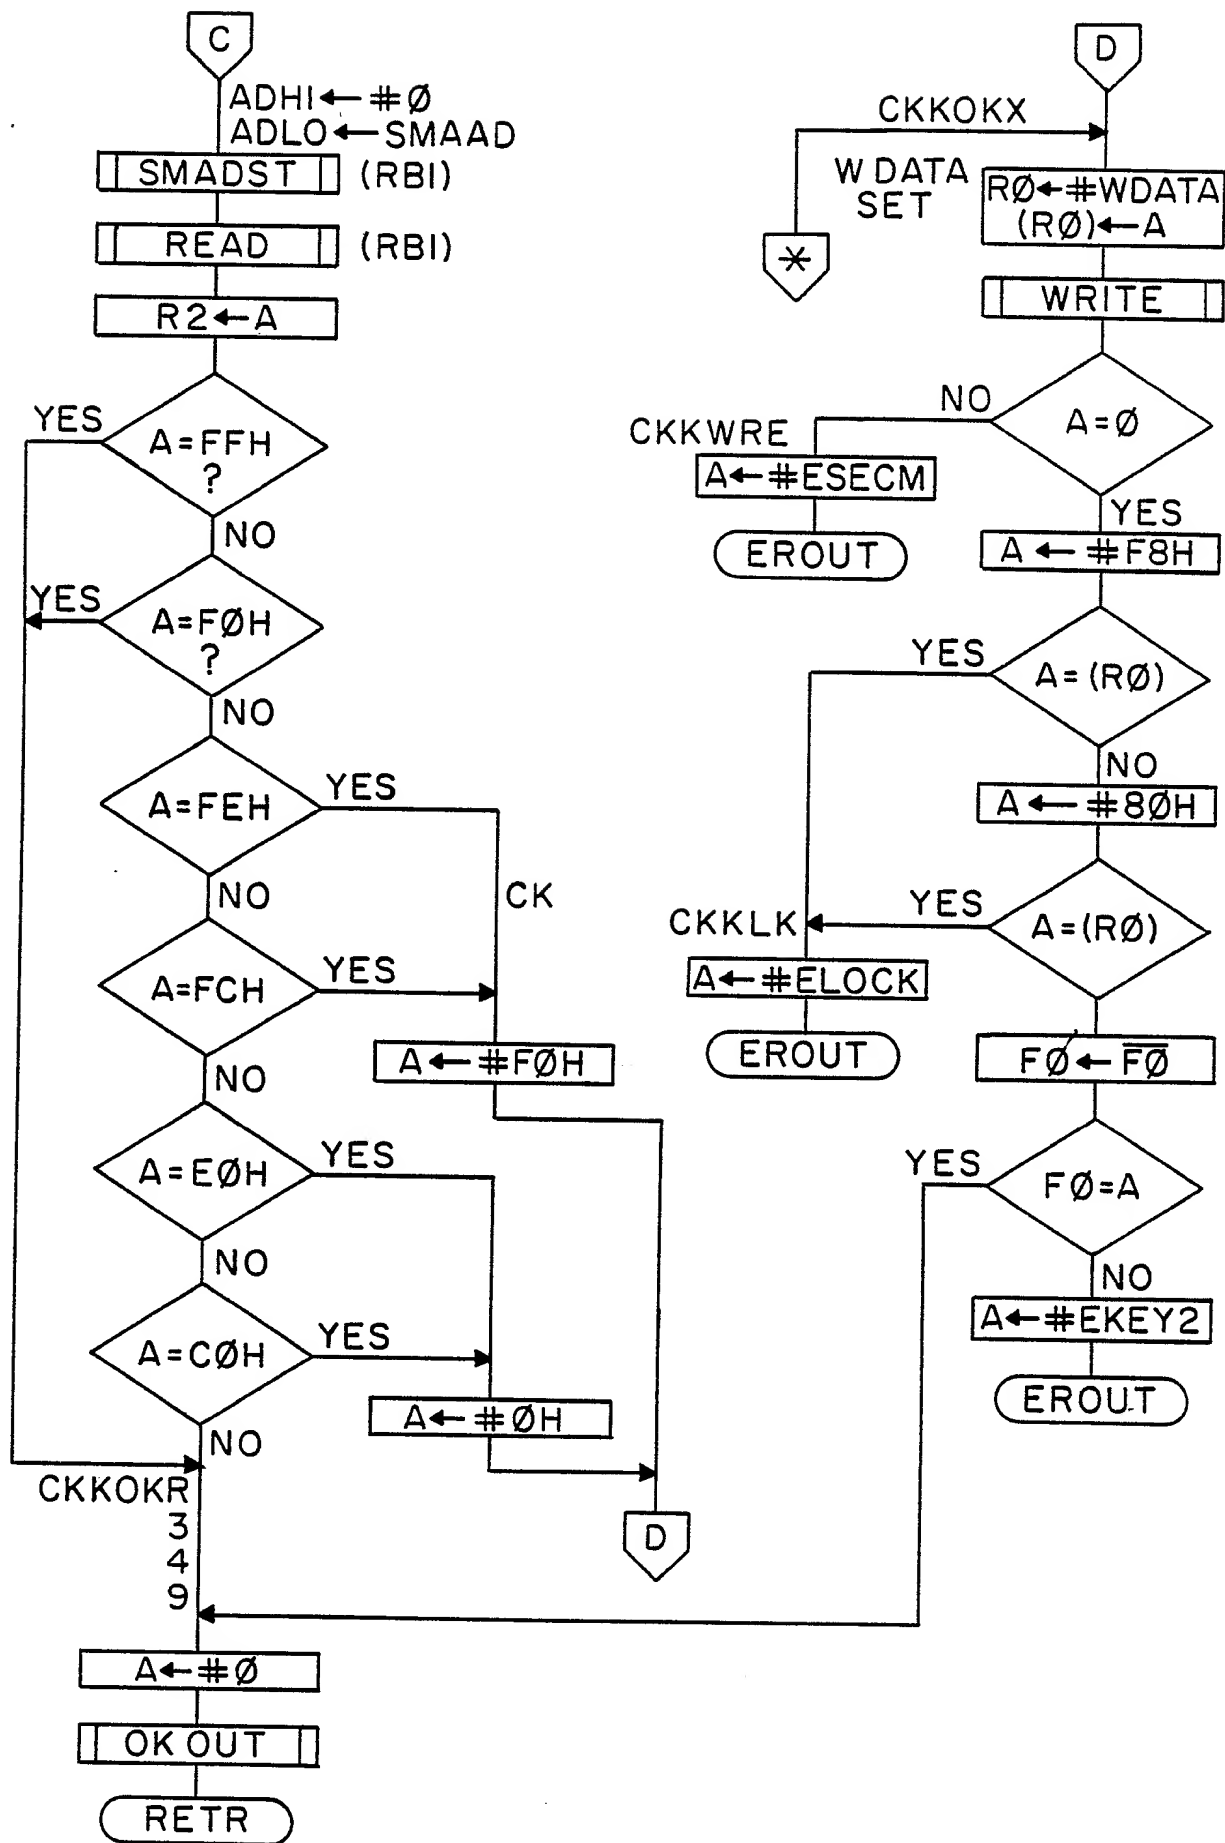 C
ADHI←#Ø
ADLO←SMAAD
SMADST (RBI)
READ (RBI)
R2←A
YES
A=FFH
?
NO
YES
A=FØH
?
NO
A=FEH
YES
NO
CK
A=FCH
YES
NO
A←#FØH
A=EØH
YES
NO
A=CØH
YES
NO
A←#ØH
CKKOKR
3
4
9
D
A←#Ø
OK OUT
RETR
D
CKKOKX
W DATA
SET
*
RØ←#WDATA
(RØ)←A
WRITE
NO
A=Ø
CKKWRE
A←#ESECM
EROUT
YES
A←#F8H
YES
A=(RØ)
NO
A←#8ØH
YES
A=(RØ)
CKKLK
A←#ELOCK
EROUT
FØ←F̅Ø̅
YES
FØ=A
NO
A←#EKEY2
EROUT